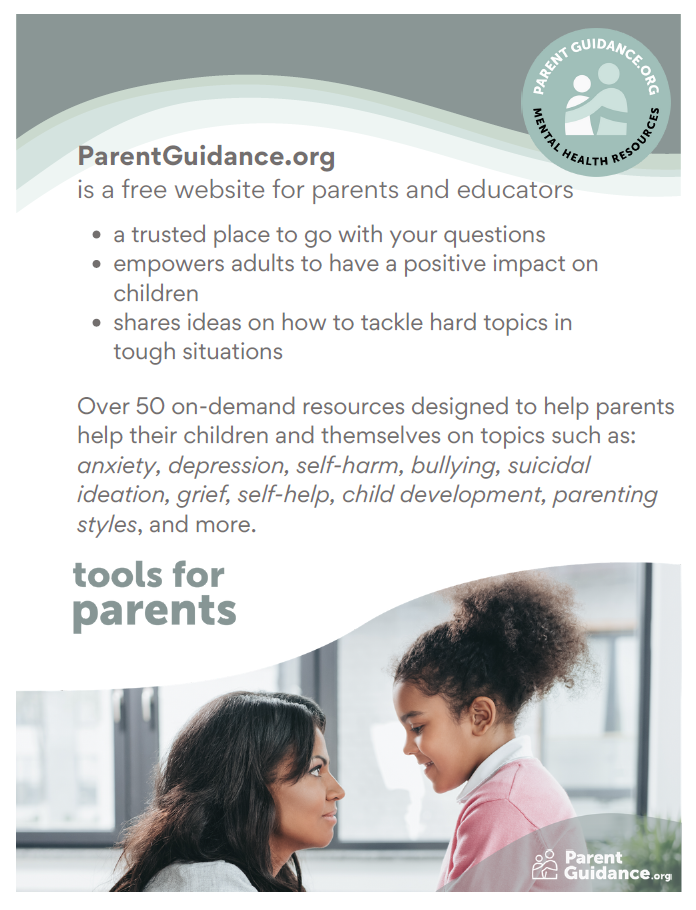 PARENT GUIDANCE.ORG
MENTAL HEALTH RESOURCES
ParentGuidance.org
is a free website for parents and educators
• a trusted place to go with your questions
• empowers adults to have a positive impact on
children
• shares ideas on how to tackle hard topics in
tough situations
Over 50 on-demand resources designed to help parents
help their children and themselves on topics such as:
anxiety, depression, self-harm, bullying, suicidal
ideation, grief, self-help, child development, parenting
styles, and more.
tools for
parents
Parent
Guidance.org